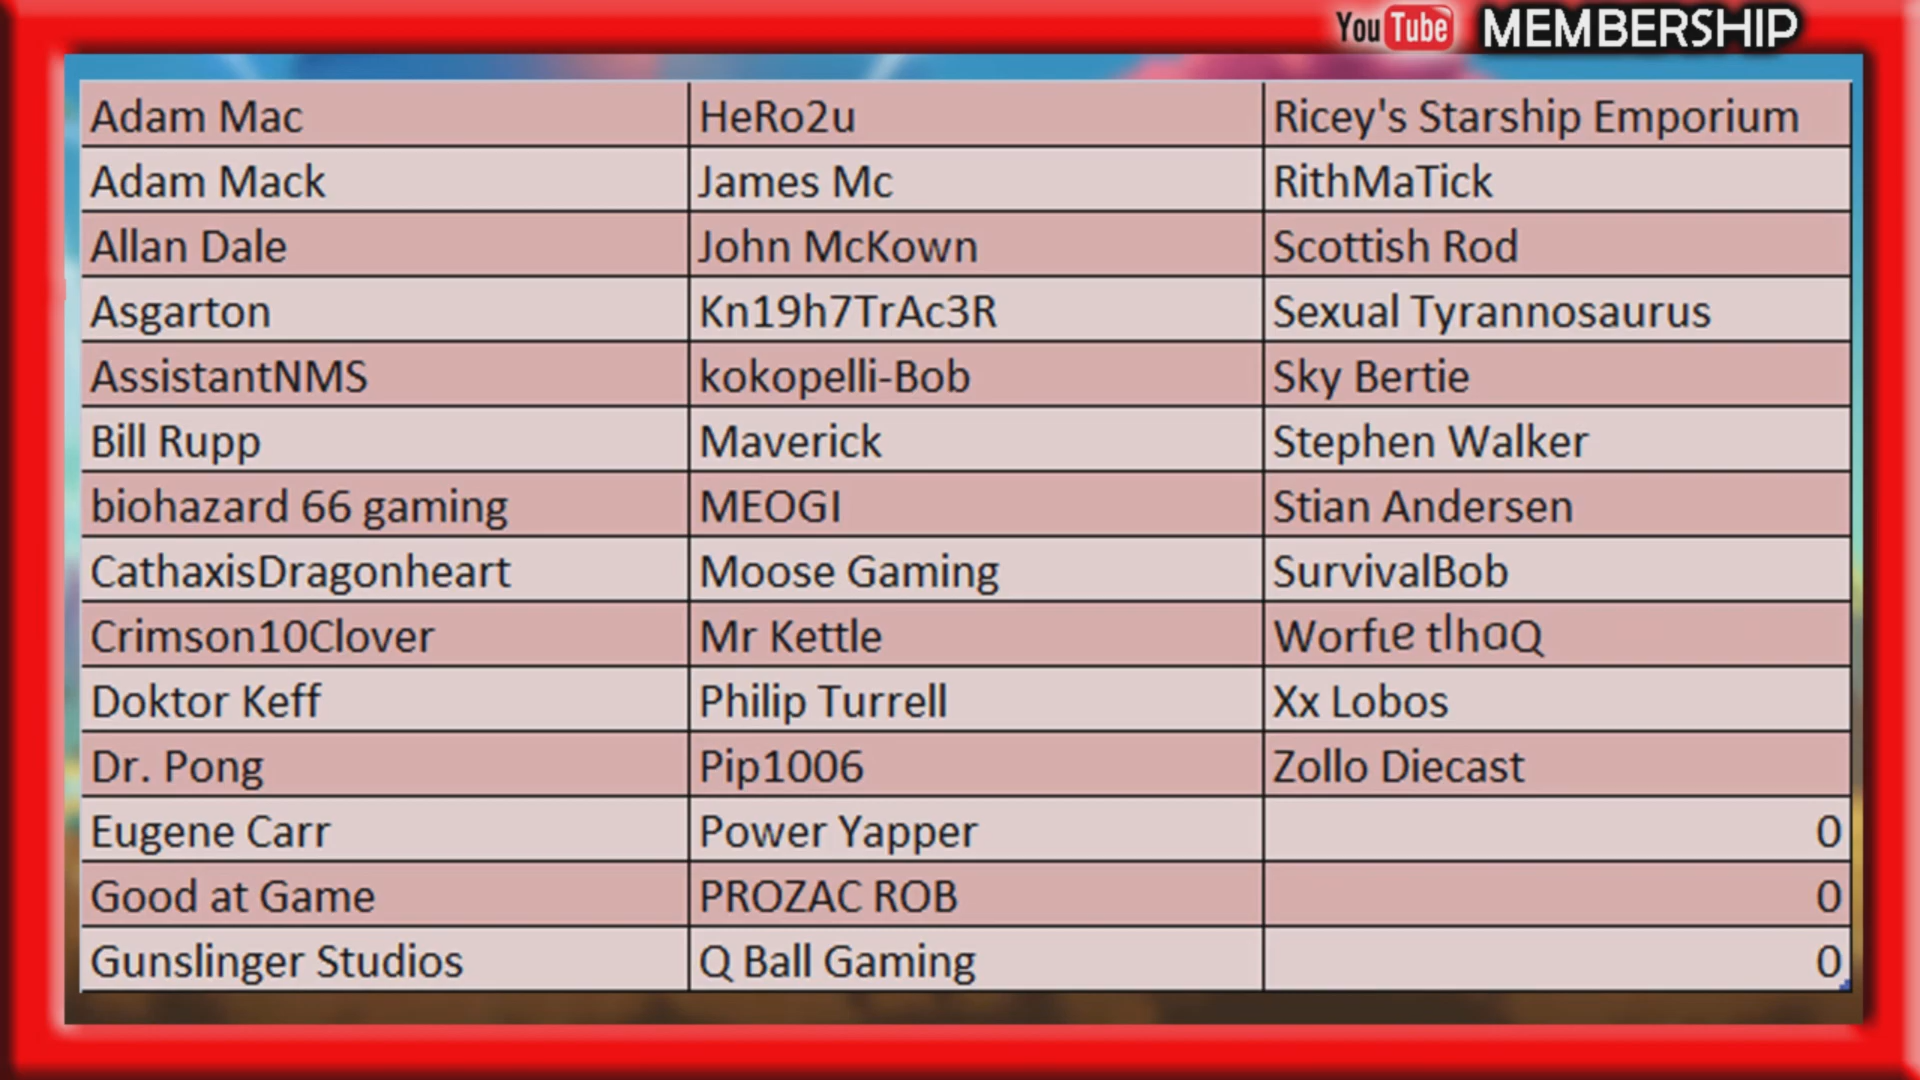 YouTube MEMBERSHIP
Adam Mac HeRo2u Ricey's Starship Emporium
Adam Mack James Mc RithMaTick
Allan Dale John McKown Scottish Rod
Asgarton Kn19h7TrAc3R Sexual Tyrannosaurus
AssistantNMS kokopelli-Bob Sky Bertie
Bill Rupp Maverick Stephen Walker
biohazard 66 gaming MEOGI Stian Andersen
CathaxisDragonheart Moose Gaming SurvivalBob
Crimson10Clover Mr Kettle Worfıe tlhɑQ
Doktor Keff Philip Turrell Xx Lobos
Dr. Pong Pip1006 Zollo Diecast
Eugene Carr Power Yapper 0
Good at Game PROZAC ROB 0
Gunslinger Studios Q Ball Gaming 0